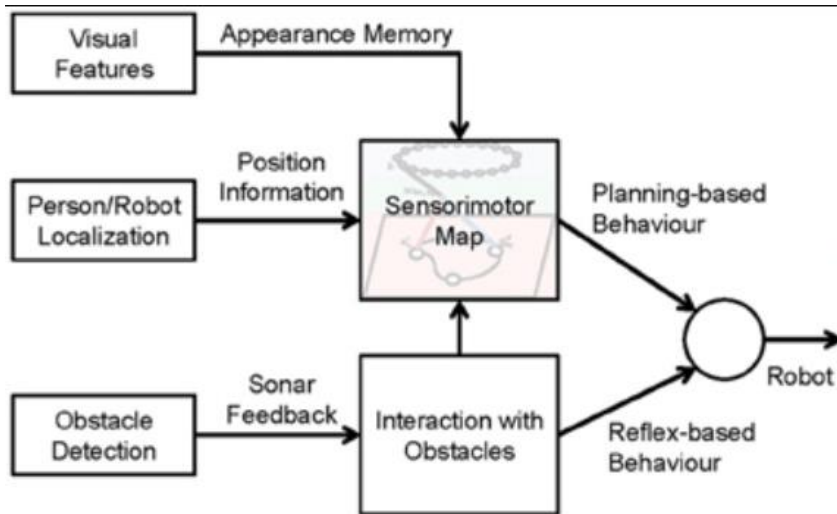 Visual
Features
Appearance Memory
Person/Robot
Localization
Position
Information
Sensorimotor
Map
Planning-based
Behaviour
Obstacle
Detection
Sonar
Feedback
Interaction with
Obstacles
Reflex-based
Behaviour
Robot